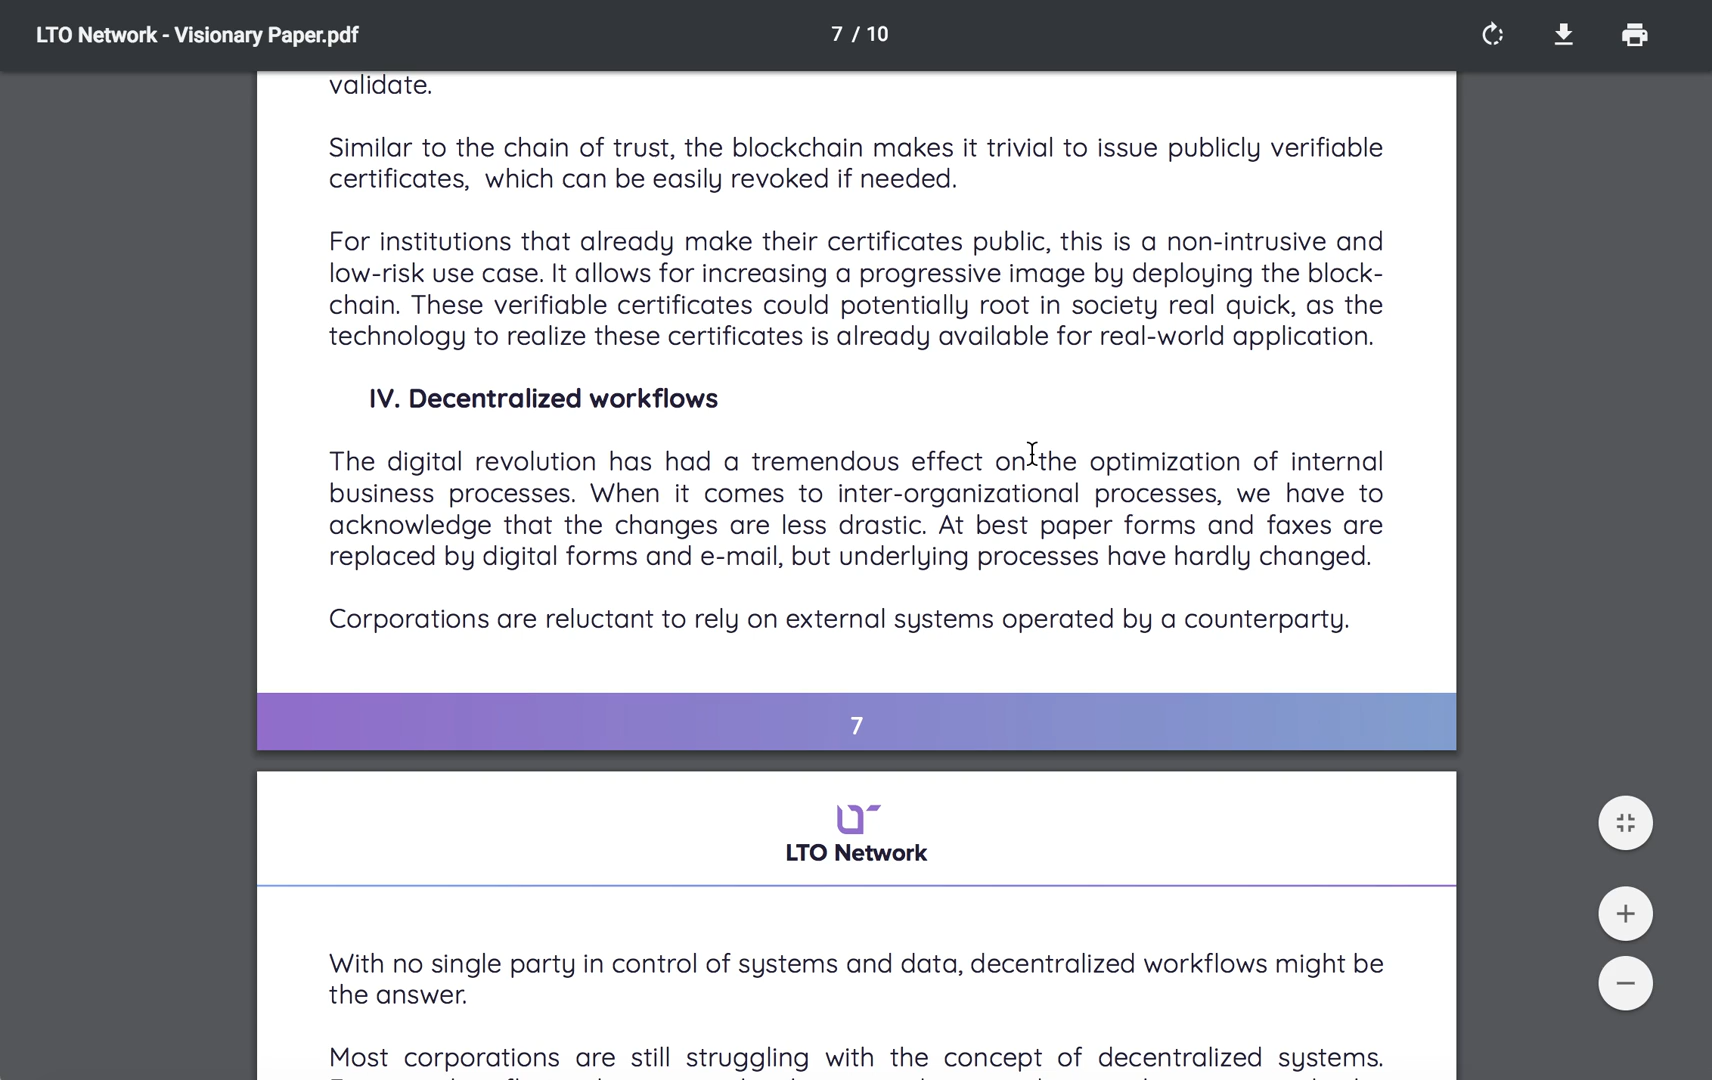 LTO Network - Visionary Paper.pdf
7 / 10
validate.
Similar to the chain of trust, the blockchain makes it trivial to issue publicly verifiable
certificates,  which can be easily revoked if needed.
For institutions that already make their certificates public, this is a non-intrusive and
low-risk use case. It allows for increasing a progressive image by deploying the block-
chain. These verifiable certificates could potentially root in society real quick, as the
technology to realize these certificates is already available for real-world application.
IV. Decentralized workflows
The digital revolution has had a tremendous effect on the optimization of internal
business processes. When it comes to inter-organizational processes, we have to
acknowledge that the changes are less drastic. At best paper forms and faxes are
replaced by digital forms and e-mail, but underlying processes have hardly changed.
Corporations are reluctant to rely on external systems operated by a counterparty.
7
LTO Network
With no single party in control of systems and data, decentralized workflows might be
the answer.
Most corporations are still struggling with the concept of decentralized systems.